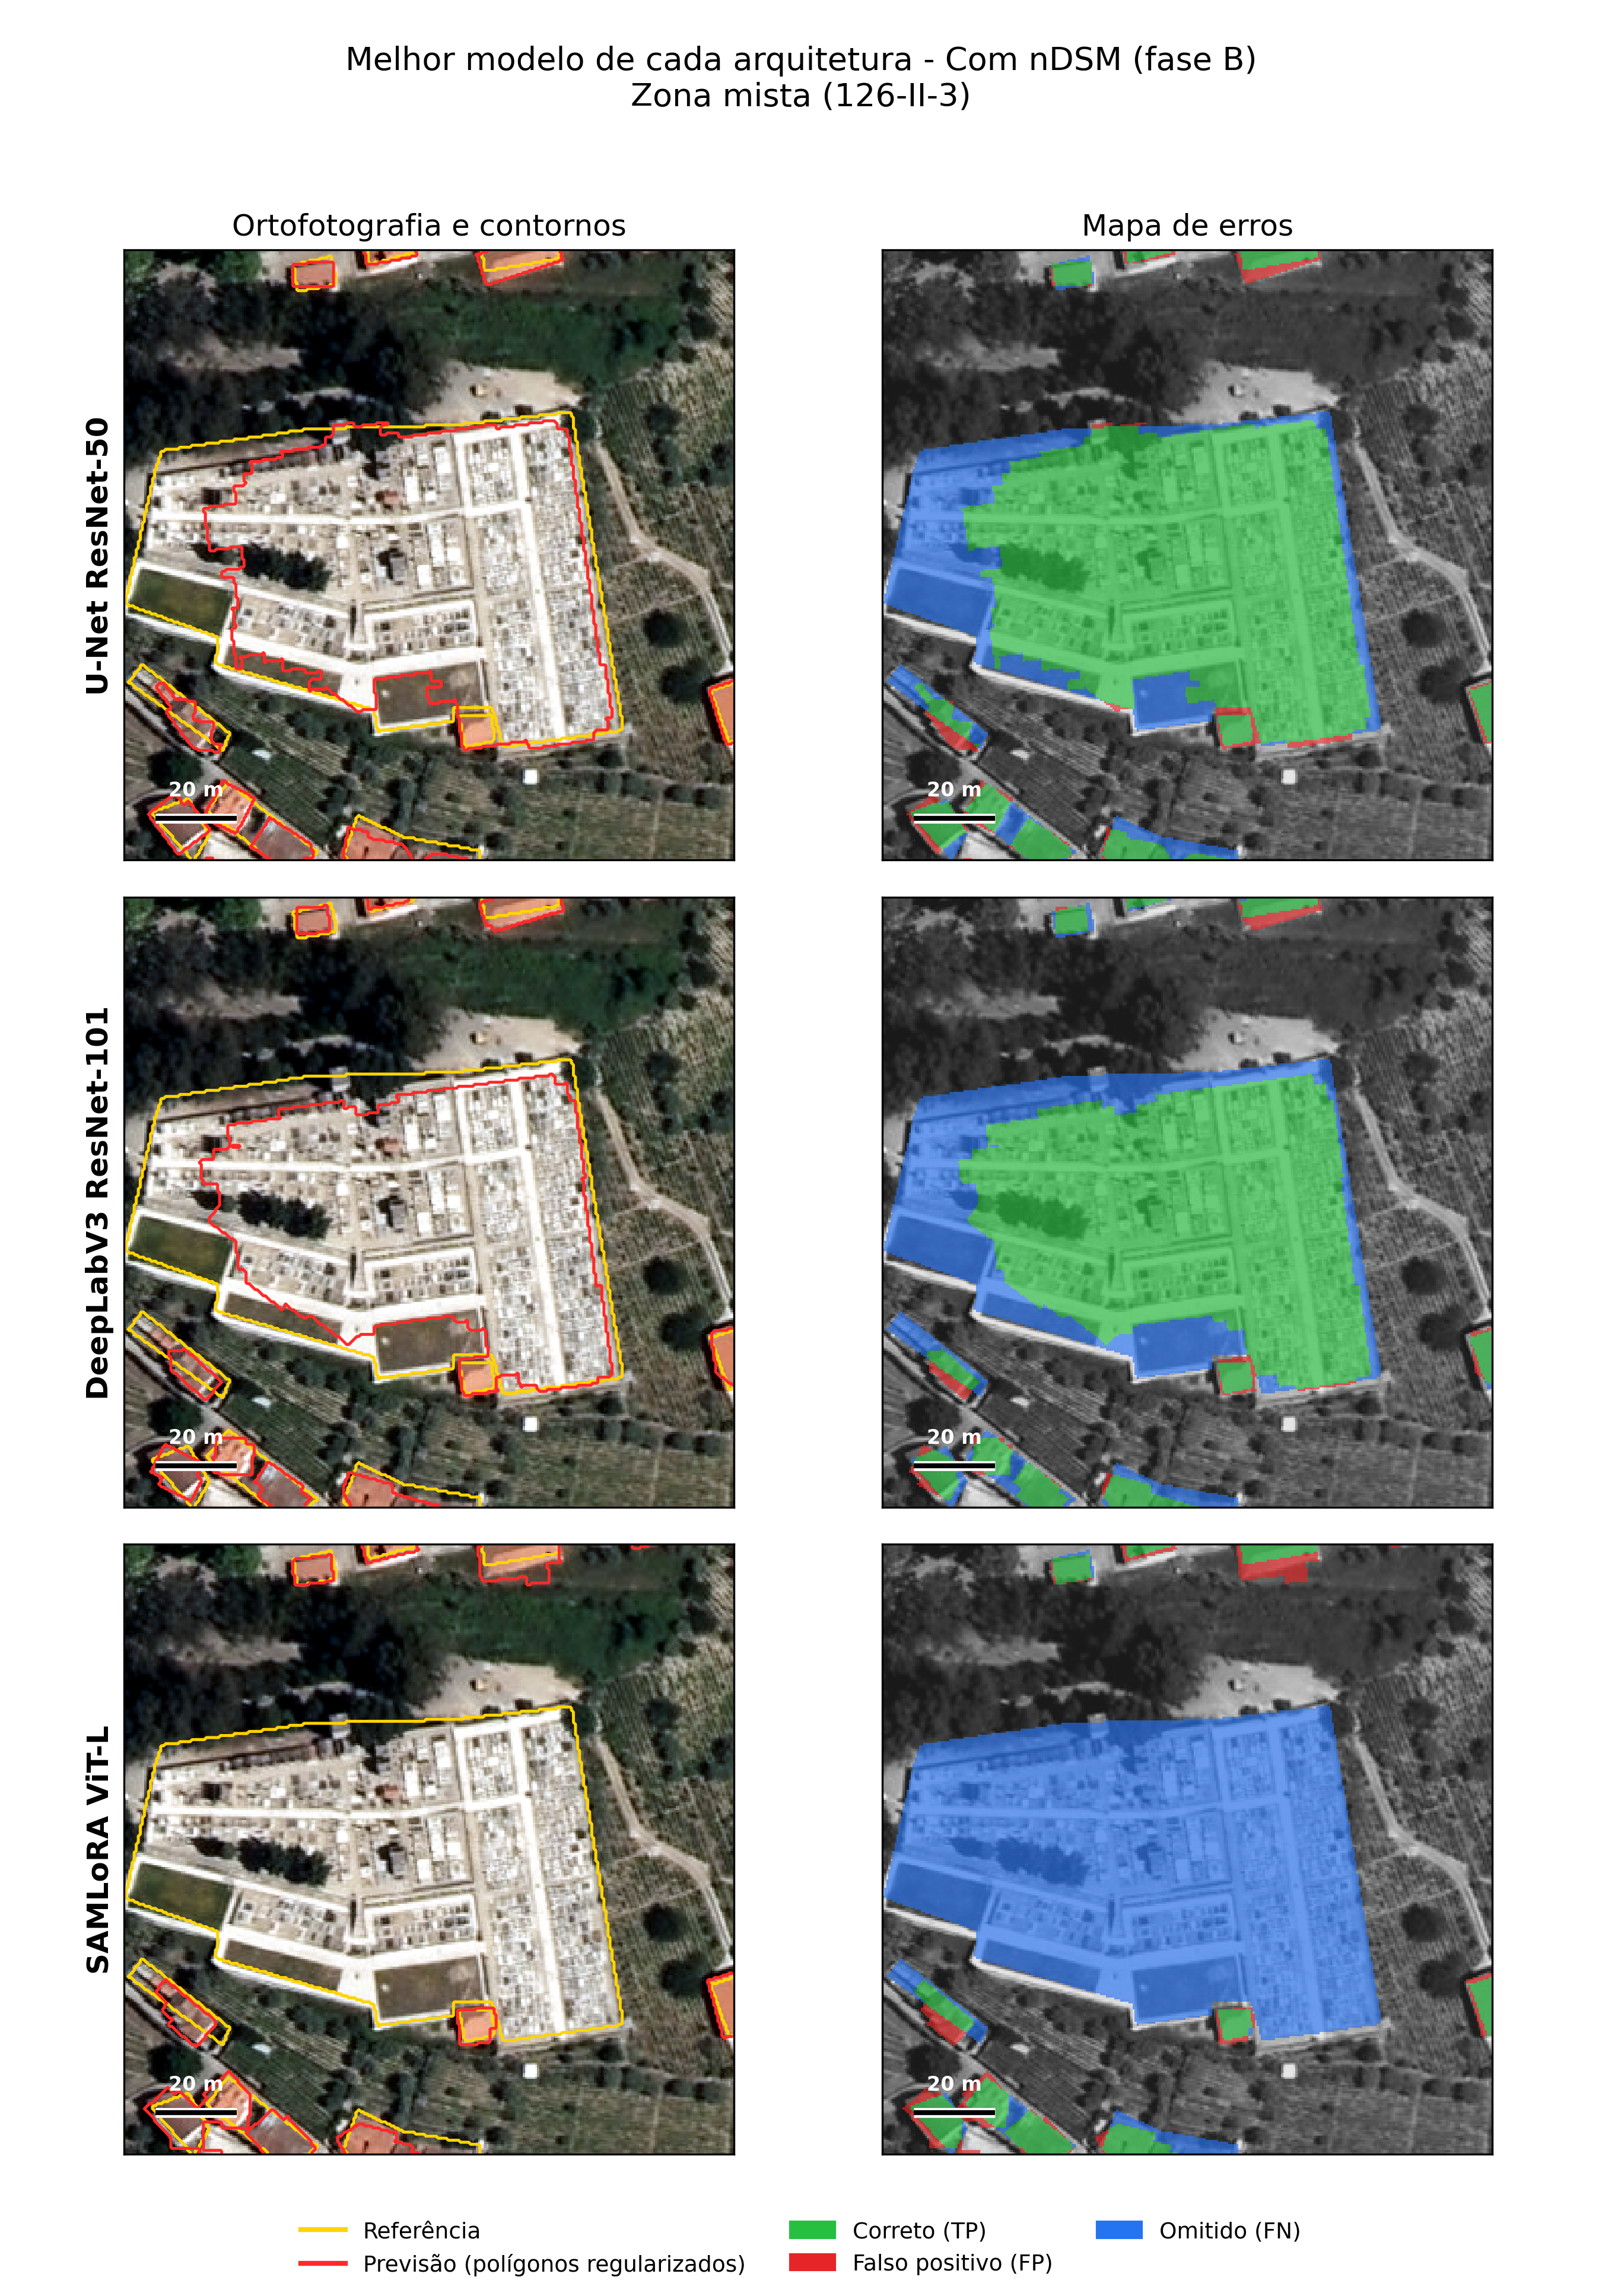 Melhor modelo de cada arquitetura - Com nDSM (fase B)
Zona mista (126-II-3)
Ortofotografia e contornos
Mapa de erros
U-Net ResNet-50
20 m
20 m
DeepLabV3 ResNet-101
20 m
20 m
SAMLoRA ViT-L
20 m
20 m
Referência
Previsão (polígonos regularizados)
Correto (TP)
Falso positivo (FP)
Omitido (FN)